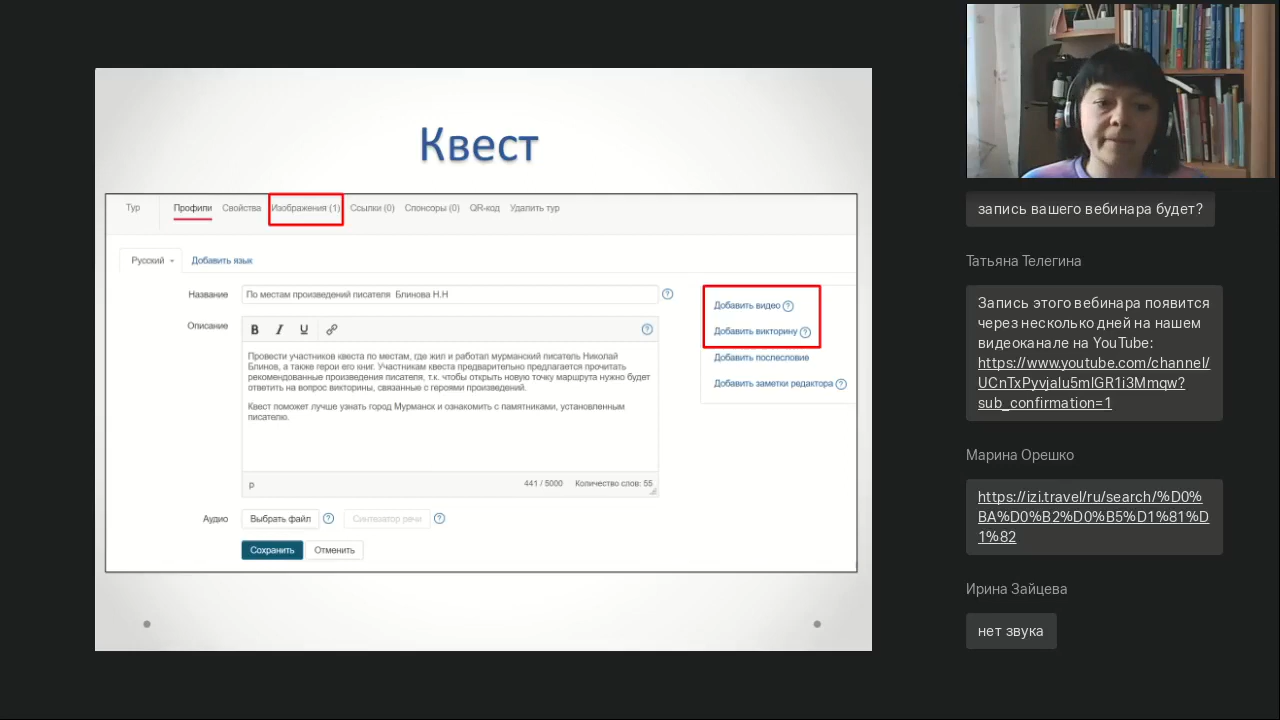 Квест
Тур Профили Свойства Изображения (1) Ссылки (0) Спонсоры (0) QR-код Удалить тур
Русский Добавить язык
Название По местам произведений писателя Блинова Н.Н ?
Описание B I U ?
Провести участников квеста по местам, где жил и работал мурманский писатель Николай
Блинов, а также герои его книг. Участникам квеста предварительно предлагается прочитать
рекомендованные произведения писателя, т.к. чтобы открыть новую точку маршрута нужно будет
ответить на вопрос викторины, связанные с героями произведений.
Квест поможет лучше узнать город Мурманск и ознакомить с памятниками, установленным
писателю.
p 441 / 5000 Количество слов: 55
Аудио Выбрать файл ? Синтезатор речи ?
Сохранить Отменить
Добавить видео ?
Добавить викторину ?
Добавить послесловие
Добавить заметки редактора ?
запись вашего вебинара будет?
Татьяна Телегина
Запись этого вебинара появится
через несколько дней на нашем
видеоканале на YouTube:
https://www.youtube.com/channel/
UCnTxPyvjaIu5mIGR1i3Mmqw?
sub_confirmation=1
Марина Орешко
https://izi.travel/ru/search/%D0%
BA%D0%B2%D0%B5%D1%81%D
1%82
Ирина Зайцева
нет звука